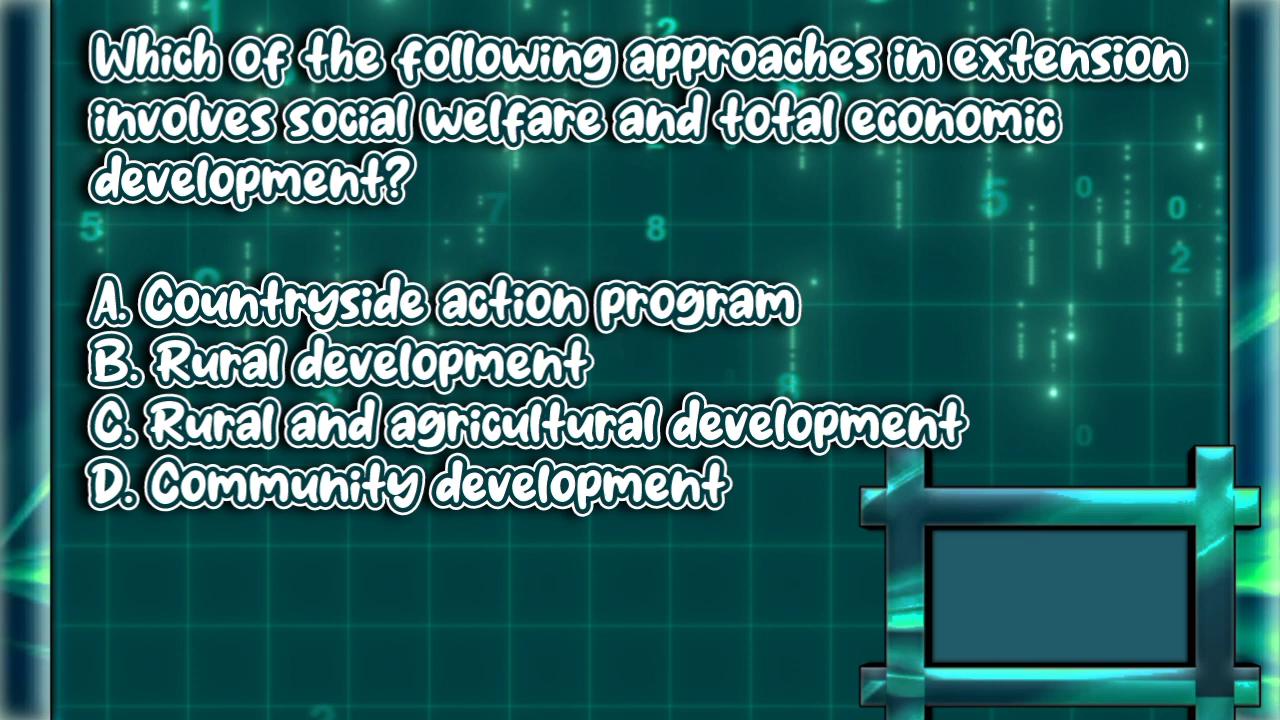 Which of the following approaches in extension
involves social welfare and total economic
development?
A. Countryside action program
B. Rural development
C. Rural and agricultural development
D. Community development